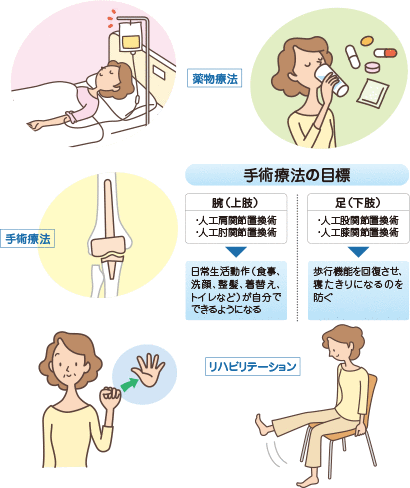 薬物療法
手術療法の目標
腕（上肢）
・人工肩関節置換術
・人工肘関節置換術
日常生活動作（食事、
洗顔、整髪、着替え、
トイレなど）が自分で
できるようになる
足（下肢）
・人工股関節置換術
・人工膝関節置換術
歩行機能を回復させ、
寝たきりになるのを
防ぐ
手術療法
リハビリテーション